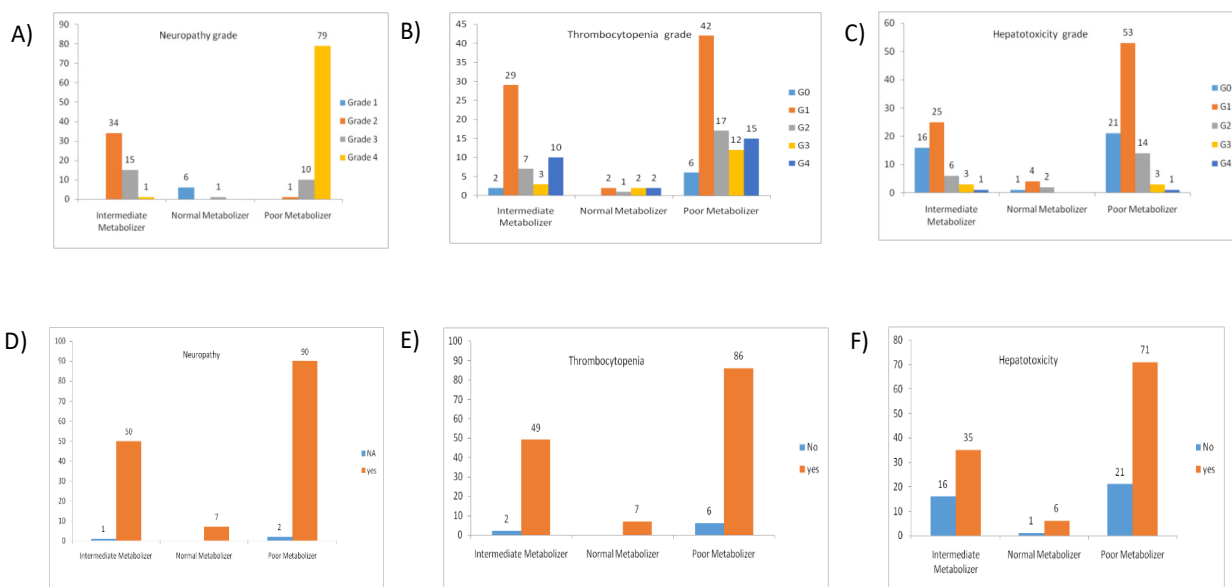 A)
Neuropathy grade
90
80
70
60
50
40
30
20
10
0
34
15
1
6
1
1
10
79
Intermediate
Metabolizer
Normal Metabolizer
Poor Metabolizer
Grade 1
Grade 2
Grade 3
Grade 4
B)
Thrombocytopenia grade
45
40
35
30
25
20
15
10
5
0
2
29
7
3
10
2
1
2
2
6
42
17
12
15
Intermediate
Metabolizer
Normal Metabolizer
Poor Metabolizer
G0
G1
G2
G3
G4
C)
Hepatotoxicity grade
60
50
40
30
20
10
0
16
25
6
3
1
1
4
2
21
53
14
3
1
Intermediate
Metabolizer
Normal Metabolizer
Poor Metabolizer
G0
G1
G2
G3
G4
D)
Neuropathy
100
90
80
70
60
50
40
30
20
10
0
1
50
7
2
90
Intermediate Metabolizer
Normal Metabolizer
Poor Metabolizer
NA
yes
E)
Thrombocytopenia
100
90
80
70
60
50
40
30
20
10
0
2
49
7
6
86
Intermediate Metabolizer
Normal Metabolizer
Poor Metabolizer
No
yes
F)
Hepatotoxicity
80
70
60
50
40
30
20
10
0
16
35
1
6
21
71
Intermediate
Metabolizer
Normal Metabolizer
Poor Metabolizer
No
yes